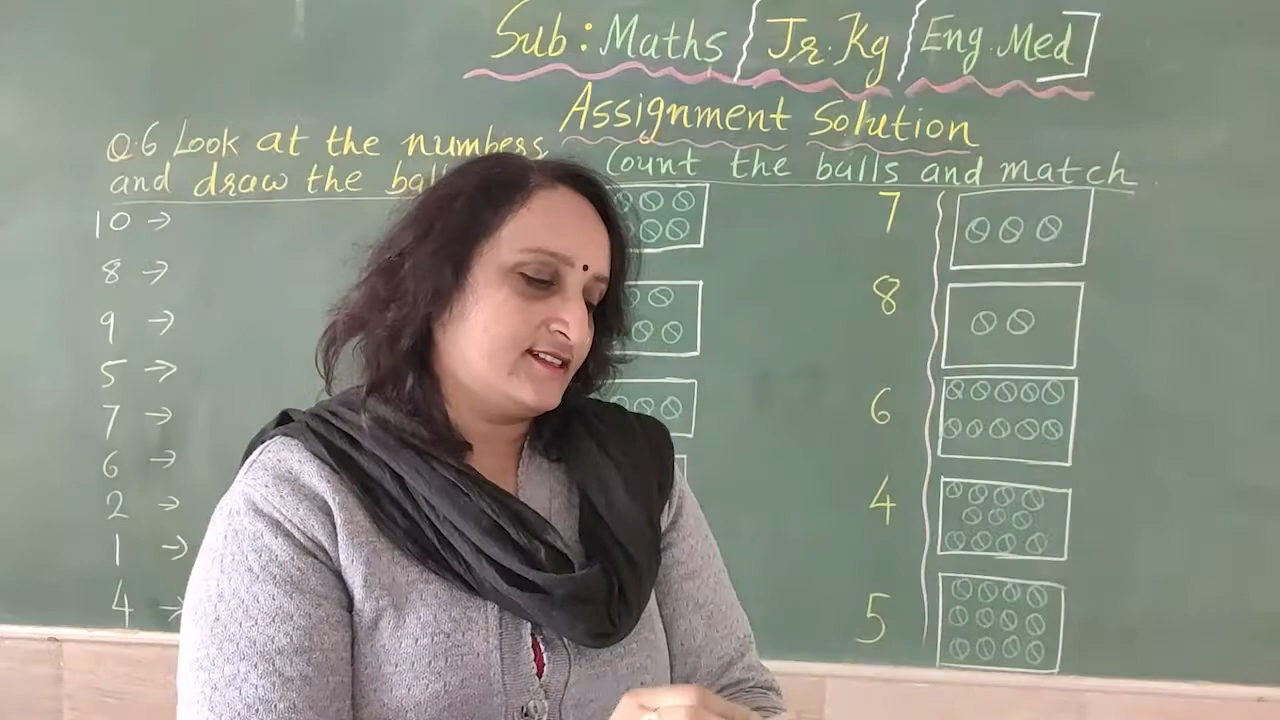 Sub: Maths Jr. Kg Eng. Med
Assignment Solution
Q.6 Look at the numbers
and draw the
Count the balls and match
10 →
8 →
9 →
5 →
7 →
6 →
2 →
1 →
4 →
7
8
6
4
5